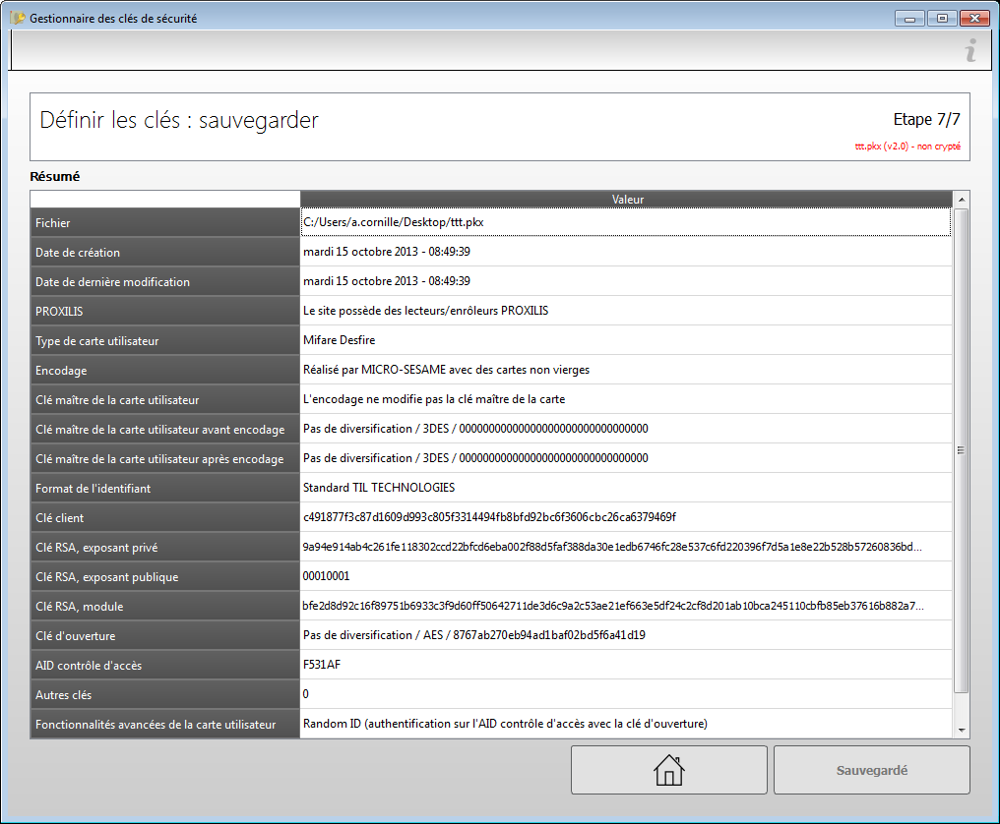 Gestionnaire des clés de sécurité
i
Définir les clés : sauvegarder
Etape 7/7
ttt.pkx (v2.0) - non crypté
Résumé
Valeur
Fichier C:/Users/a.cornille/Desktop/ttt.pkx
Date de création mardi 15 octobre 2013 - 08:49:39
Date de dernière modification mardi 15 octobre 2013 - 08:49:39
PROXILIS Le site possède des lecteurs/enrôleurs PROXILIS
Type de carte utilisateur Mifare Desfire
Encodage Réalisé par MICRO-SESAME avec des cartes non vierges
Clé maître de la carte utilisateur L'encodage ne modifie pas la clé maître de la carte
Clé maître de la carte utilisateur avant encodage Pas de diversification / 3DES / 00000000000000000000000000000000
Clé maître de la carte utilisateur après encodage Pas de diversification / 3DES / 00000000000000000000000000000000
Format de l'identifiant Standard TIL TECHNOLOGIES
Clé client c491877f3c87d1609d993c805f3314494fb8bfd92bc6f3606cbc26ca6379469f
Clé RSA, exposant privé 9a94e914ab4c261fe118302ccd22bfcd6eba002f88d5faf388da30e1edb6746fc28e537c6fd220396f7d5a1e8e22b528b57260836bd...
Clé RSA, exposant publique 00010001
Clé RSA, module bfe2d8d92c16f89751b6933c3f9d60ff50642711de3d6c9a2c53ae21ef663e5df24c2cf8d201ab10bca245110cbfb85eb37616b882a7...
Clé d'ouverture Pas de diversification / AES / 8767ab270eb94ad1baf02bd5f6a41d19
AID contrôle d'accès F531AF
Autres clés 0
Fonctionnalités avancées de la carte utilisateur Random ID (authentification sur l'AID contrôle d'accès avec la clé d'ouverture)
Sauvegardé